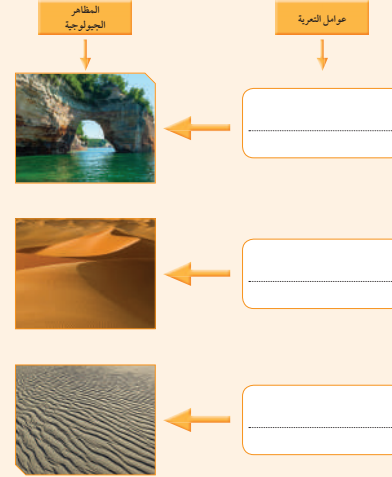 عوامل التعرية
المظاهر
الجيولوجية